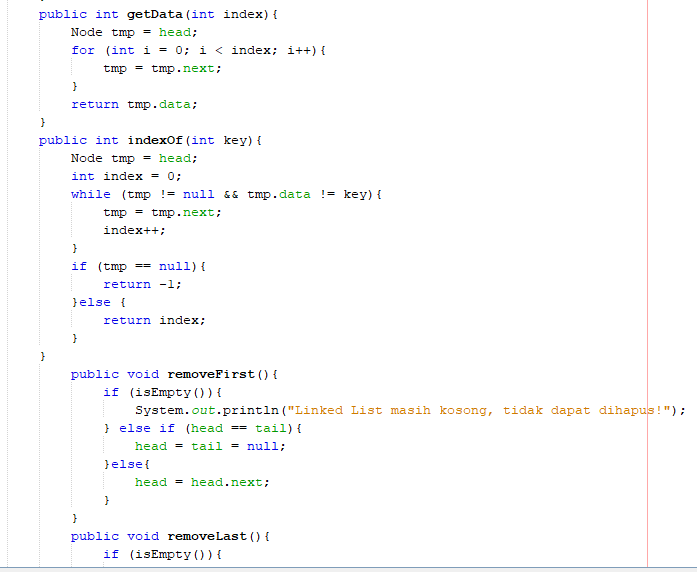 public int getData(int index){
Node tmp = head;
for (int i = 0; i < index; i++){
tmp = tmp.next;
}
return tmp.data;
}
public int indexOf(int key){
Node tmp = head;
int index = 0;
while (tmp != null && tmp.data != key){
tmp = tmp.next;
index++;
}
if (tmp == null){
return -1;
}else {
return index;
}
}
public void removeFirst(){
if (isEmpty()){
System.out.println("Linked List masih kosong, tidak dapat dihapus!");
} else if (head == tail){
head = tail = null;
}else{
head = head.next;
}
}
public void removeLast(){
if (isEmpty()){